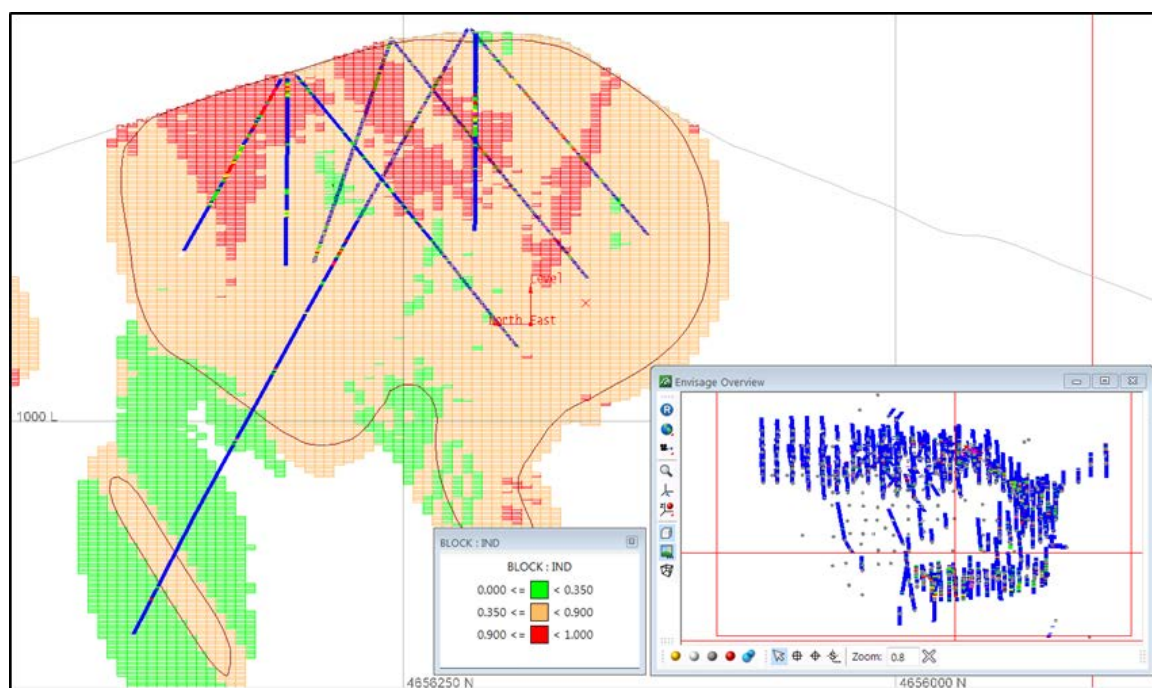 Level
North East
1000 L
Envisage Overview
BLOCK : IND
BLOCK : IND
0.000 <= < 0.350
0.350 <= < 0.900
0.900 <= < 1.000
R
Zoom: 0.8
4656250 N
4656000 N